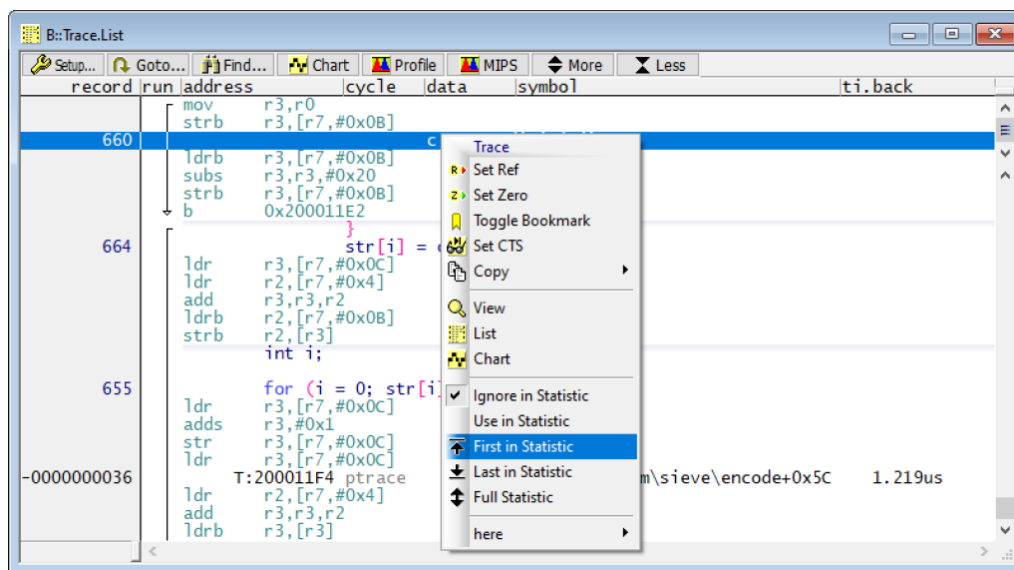 B::Trace.List
Setup... Goto... Find... Chart Profile MIPS More Less
record run address cycle data symbol ti.back
mov r3,r0
strb r3,[r7,#0x0B]
660 c
ldrb r3,[r7,#0x0B]
subs r3,r3,#0x20
strb r3,[r7,#0x0B]
b 0x200011E2
}
664 str[i] =
ldr r3,[r7,#0x0C]
ldr r2,[r7,#0x4]
add r3,r3,r2
ldrb r2,[r7,#0x0B]
strb r2,[r3]
int i;
655 for (i = 0; str[i]
ldr r3,[r7,#0x0C]
adds r3,#0x1
str r3,[r7,#0x0C]
ldr r3,[r7,#0x0C]
-0000000036 T:200011F4 ptrace m\sieve\encode+0x5C 1.219us
ldr r2,[r7,#0x4]
add r3,r3,r2
ldrb r3,[r3]
Trace
Set Ref
Set Zero
Toggle Bookmark
Set CTS
Copy
View
List
Chart
Ignore in Statistic
Use in Statistic
First in Statistic
Last in Statistic
Full Statistic
here